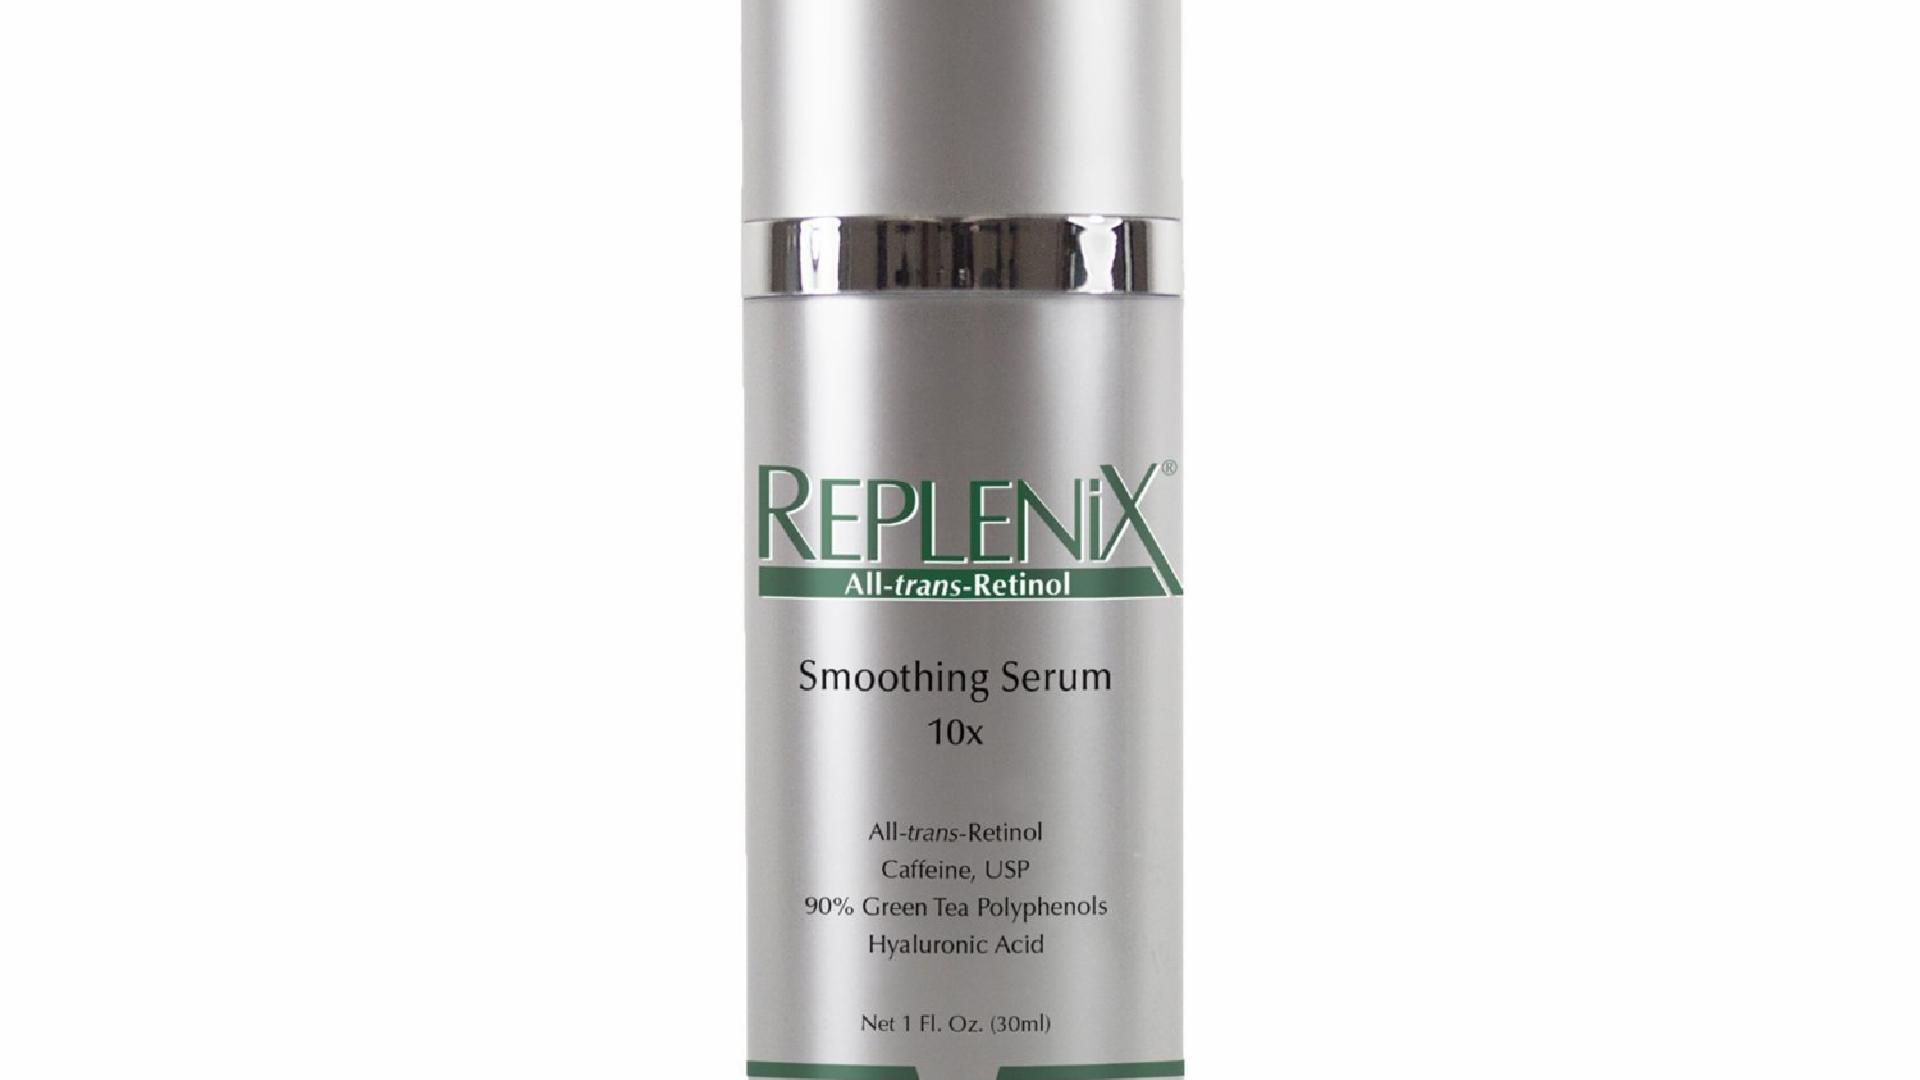 REPLENiX®
All-trans-Retinol
Smoothing Serum
10x
All-trans-Retinol
Caffeine, USP
90% Green Tea Polyphenols
Hyaluronic Acid
Net 1 Fl. Oz. (30ml)